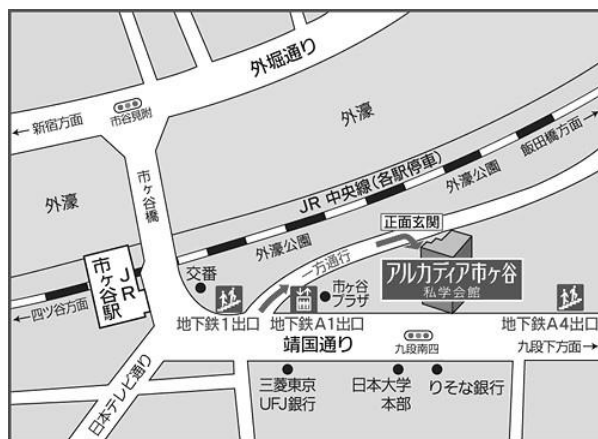 外堀通り
←新宿方面
市谷見附
外濠
飯田橋方面→
市ヶ谷橋
JR 中央線(各駅停車)
外濠公園
外濠
正面玄関
外濠公園
一方通行
アルカディア市ヶ谷
私学会館
JR
市ヶ谷駅
交番
市ヶ谷
プラザ
←四ツ谷方面
地下鉄1出口
地下鉄A1出口
地下鉄A4出口
靖国通り
九段南四
九段下方面→
日本テレビ通り
三菱東京
UFJ銀行
日本大学
本部
りそな銀行